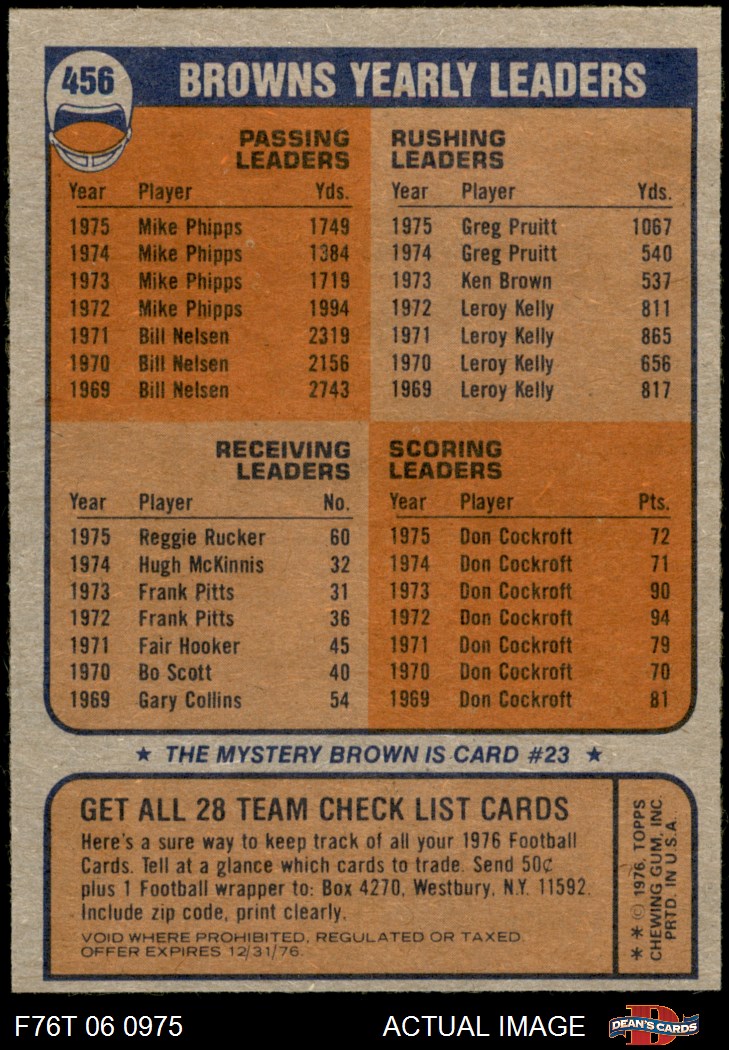 456
BROWNS YEARLY LEADERS
PASSING
LEADERS
Year Player Yds.
1975 Mike Phipps 1749
1974 Mike Phipps 1384
1973 Mike Phipps 1719
1972 Mike Phipps 1994
1971 Bill Nelsen 2319
1970 Bill Nelsen 2156
1969 Bill Nelsen 2743
RUSHING
LEADERS
Year Player Yds.
1975 Greg Pruitt 1067
1974 Greg Pruitt 540
1973 Ken Brown 537
1972 Leroy Kelly 811
1971 Leroy Kelly 865
1970 Leroy Kelly 656
1969 Leroy Kelly 817
RECEIVING
LEADERS
Year Player No.
1975 Reggie Rucker 60
1974 Hugh McKinnis 32
1973 Frank Pitts 31
1972 Frank Pitts 36
1971 Fair Hooker 45
1970 Bo Scott 40
1969 Gary Collins 54
SCORING
LEADERS
Year Player Pts.
1975 Don Cockroft 72
1974 Don Cockroft 71
1973 Don Cockroft 90
1972 Don Cockroft 94
1971 Don Cockroft 79
1970 Don Cockroft 70
1969 Don Cockroft 81
★ THE MYSTERY BROWN IS CARD #23 ★
GET ALL 28 TEAM CHECK LIST CARDS
Here's a sure way to keep track of all your 1976 Football
Cards. Tell at a glance which cards to trade. Send 50¢
plus 1 Football wrapper to: Box 4270, Westbury, N.Y. 11592.
Include zip code, print clearly.
VOID WHERE PROHIBITED, REGULATED OR TAXED.
OFFER EXPIRES 12/31/76.
* * © 1976, TOPPS
CHEWING GUM, INC.
PRTD. IN U.S.A.
F76T 06 0975
ACTUAL IMAGE
D
DEAN'S CARDS